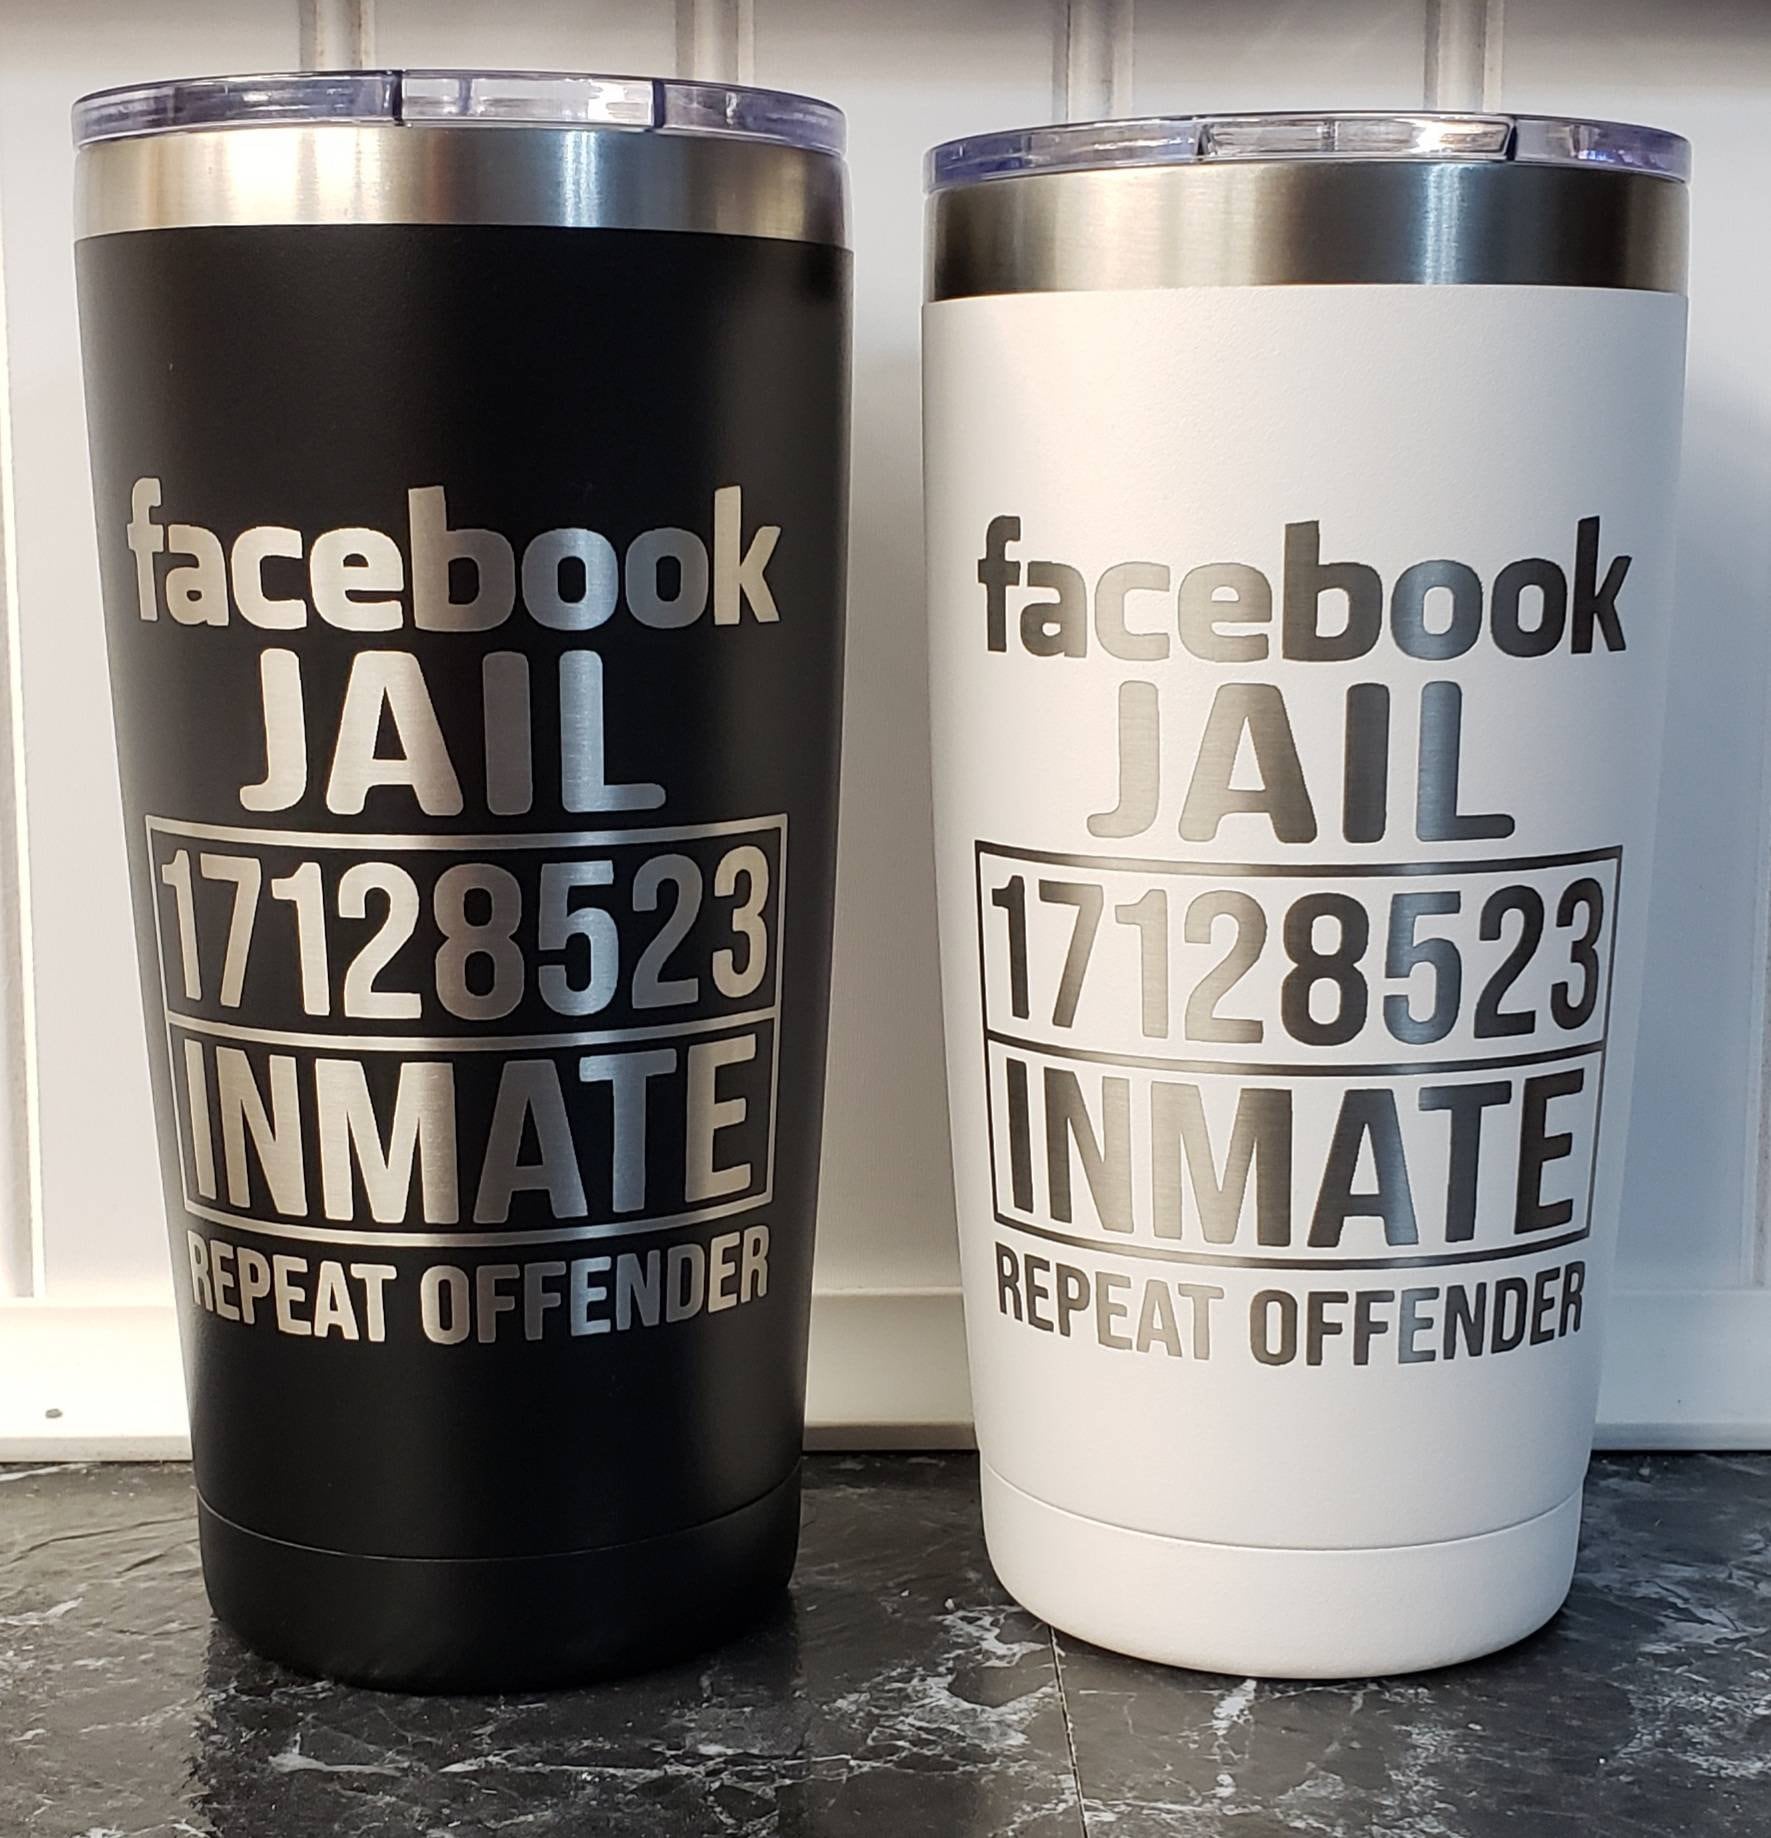 facebook
JAIL
17128523
INMATE
REPEAT OFFENDER
facebook
JAIL
17128523
INMATE
REPEAT OFFENDER